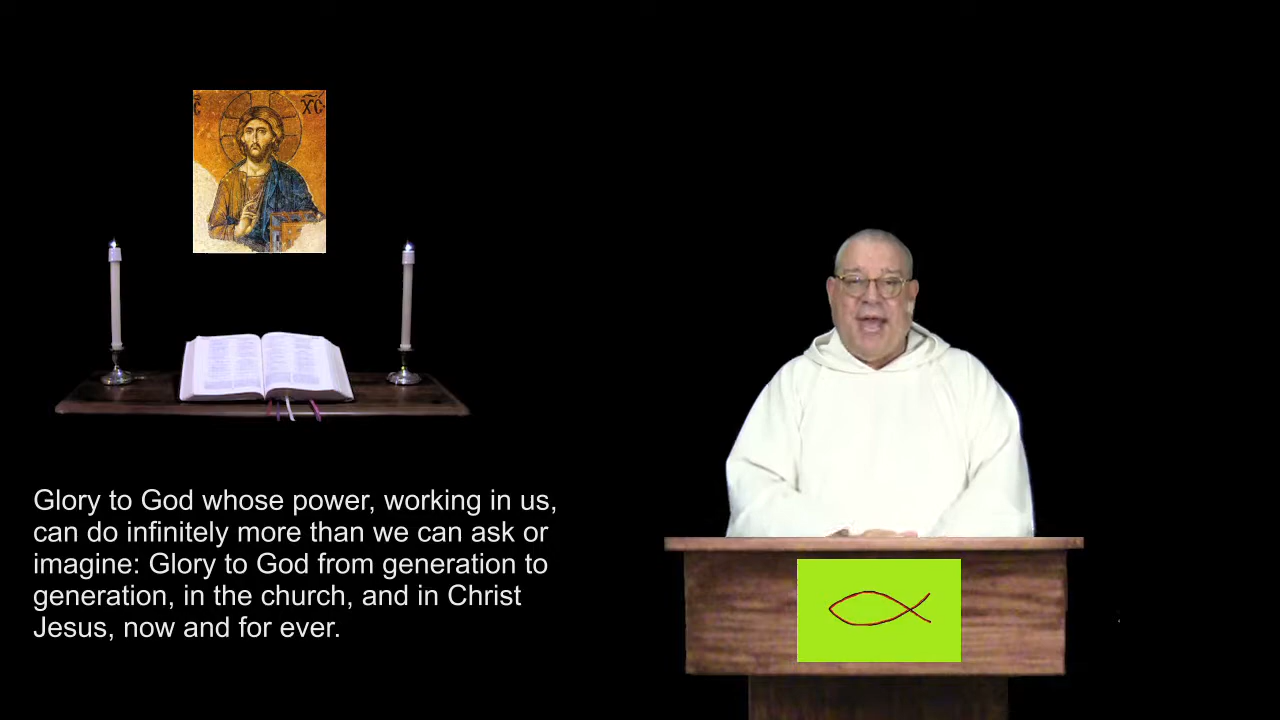 C XC
Glory to God whose power, working in us,
can do infinitely more than we can ask or
imagine: Glory to God from generation to
generation, in the church, and in Christ
Jesus, now and for ever.